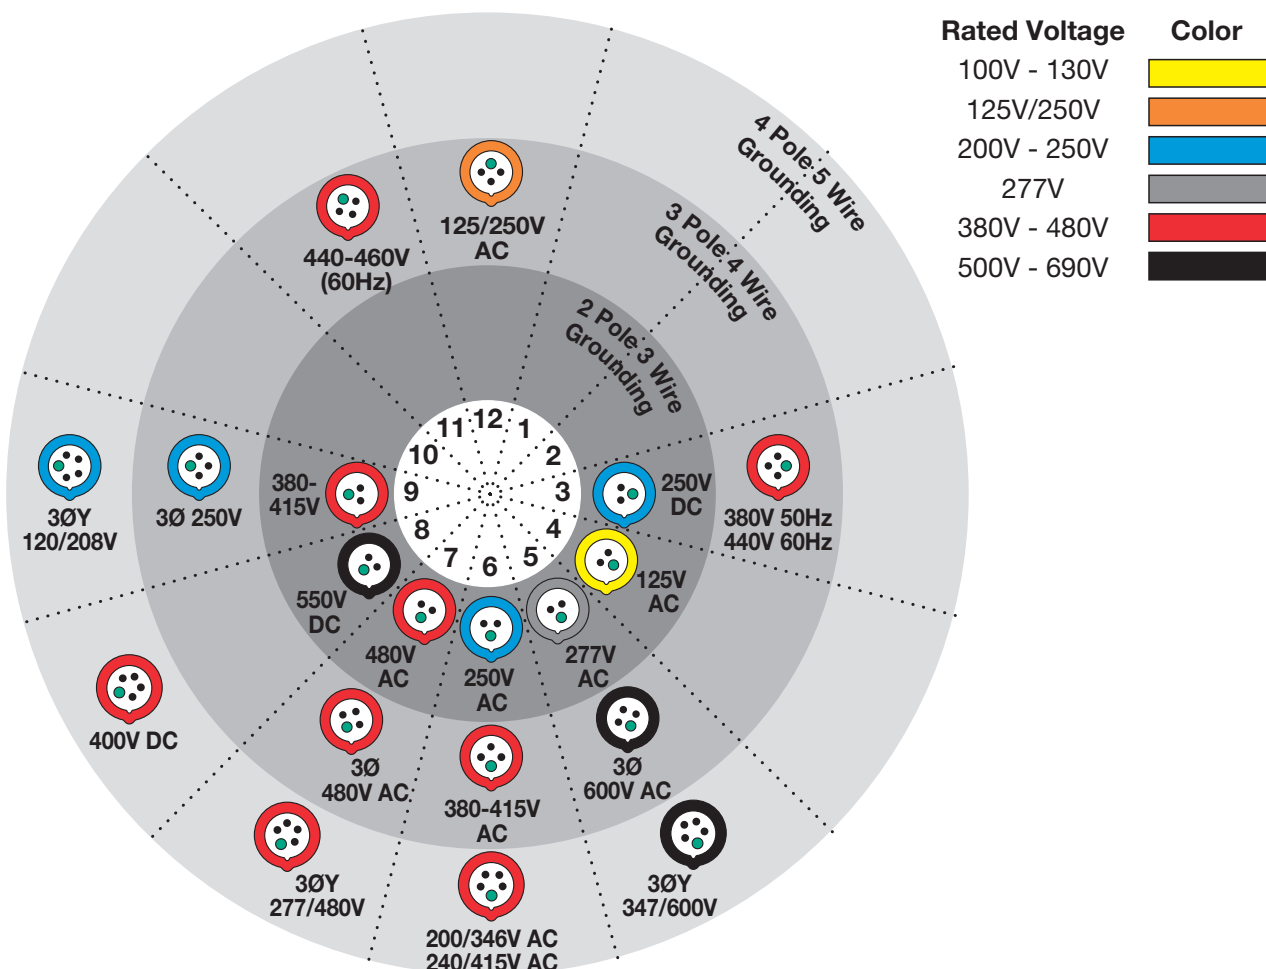 Rated Voltage Color
100V - 130V
125V/250V
200V - 250V
277V
380V - 480V
500V - 690V
4 Pole 5 Wire
Grounding
3 Pole 4 Wire
Grounding
2 Pole 3 Wire
Grounding
125/250V
AC
440-460V
(60Hz)
12
1
2
3
4
5
6
7
8
9
10
11
3ØY
120/208V
3Ø 250V
380-
415V
250V
DC
380V 50Hz
440V 60Hz
125V
AC
550V
DC
480V
AC
250V
AC
277V
AC
400V DC
3Ø
480V AC
380-415V
AC
3Ø
600V AC
3ØY
277/480V
200/346V AC
240/415V AC
3ØY
347/600V